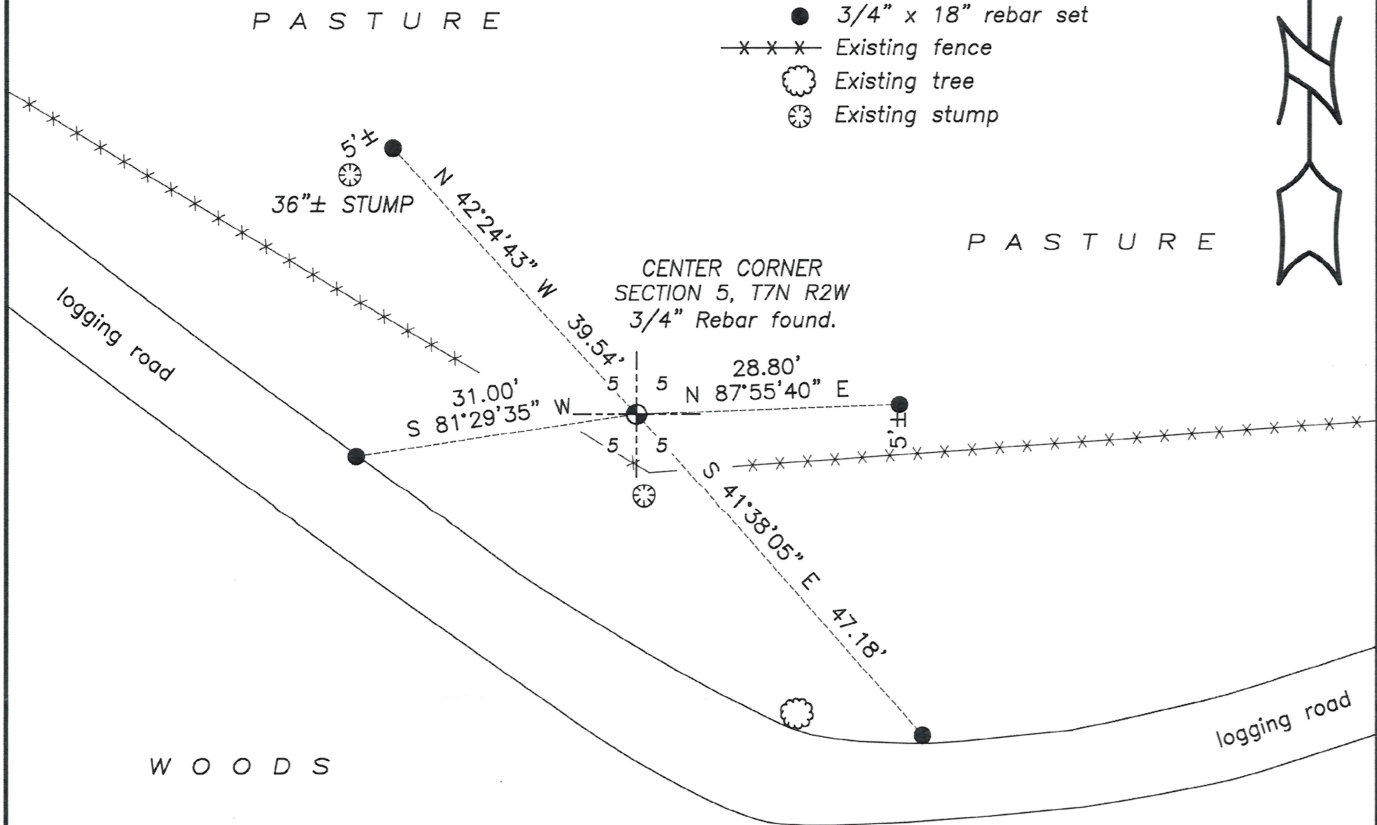 PASTURE
3/4" x 18" rebar set
Existing fence
Existing tree
Existing stump
5'±
36"± STUMP
N 42°24'43" W 39.54'
PASTURE
CENTER CORNER
SECTION 5, T7N R2W
3/4" Rebar found.
logging road
31.00'
S 81°29'35" W
5 5
28.80'
N 87°55'40" E
5'±
5 5
S 41°38'05" E 47.18'
logging road
WOODS